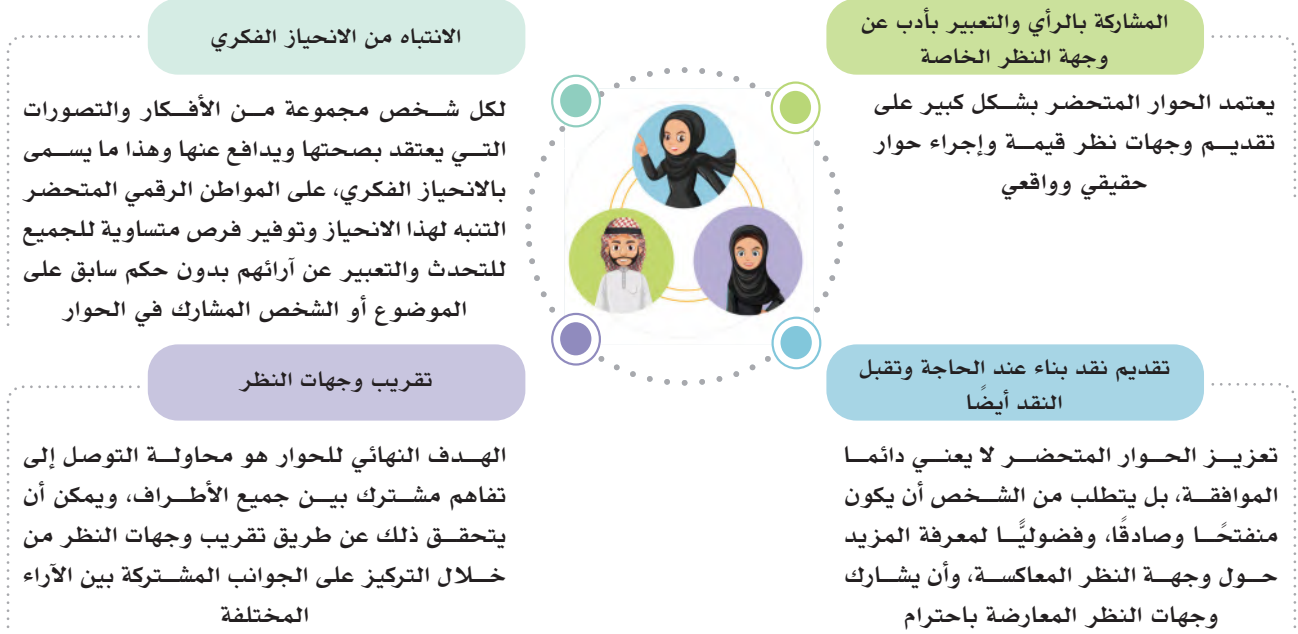 المشاركة بالرأي والتعبير بأدب عن
وجهة النظر الخاصة
يعتمد الحوار المتحضر بشكل كبير على
تقديم وجهات نظر قيمة وإجراء حوار
حقيقي وواقعي
الانتباه من الانحياز الفكري
لكل شخص مجموعة من الأفكار والتصورات
التي يعتقد بصحتها ويدافع عنها وهذا ما يسمى
بالانحياز الفكري، على المواطن الرقمي المتحضر
التنبه لهذا الانحياز وتوفير فرص متساوية للجميع
للتحدث والتعبير عن آرائهم بدون حكم سابق على
الموضوع أو الشخص المشارك في الحوار
تقديم نقد بناء عند الحاجة وتقبل
النقد أيضًا
تعزيز الحوار المتحضر لا يعني دائما
الموافقة، بل يتطلب من الشخص أن يكون
منفتحًا وصادقًا، وفضوليًّا لمعرفة المزيد
حول وجهة النظر المعاكسة، وأن يشارك
وجهات النظر المعارضة باحترام
تقريب وجهات النظر
الهدف النهائي للحوار هو محاولة التوصل إلى
تفاهم مشترك بين جميع الأطراف، ويمكن أن
يتحقق ذلك عن طريق تقريب وجهات النظر من
خلال التركيز على الجوانب المشتركة بين الآراء
المختلفة